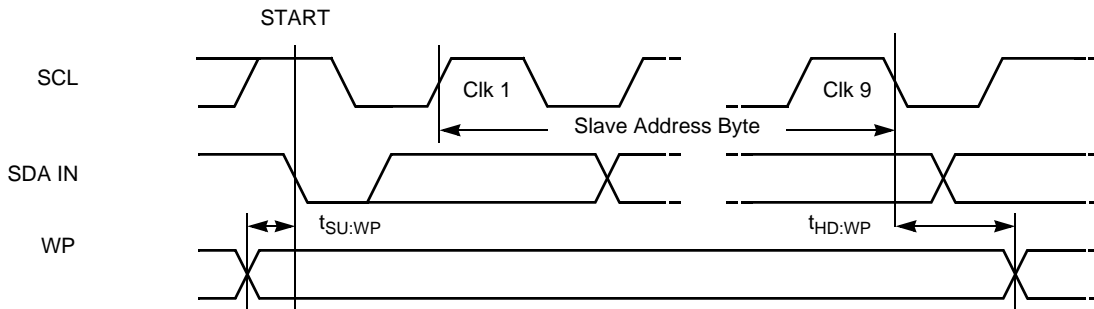 START
SCL
Clk 1
Clk 9
Slave Address Byte
SDA IN
tSU:WP
tHD:WP
WP